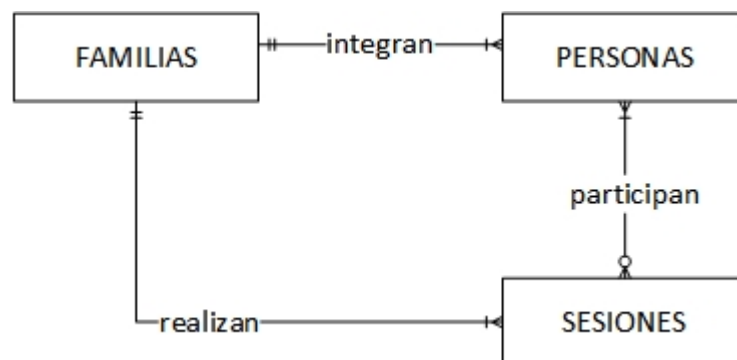 FAMILIAS
integran
PERSONAS
participan
realizan
SESIONES